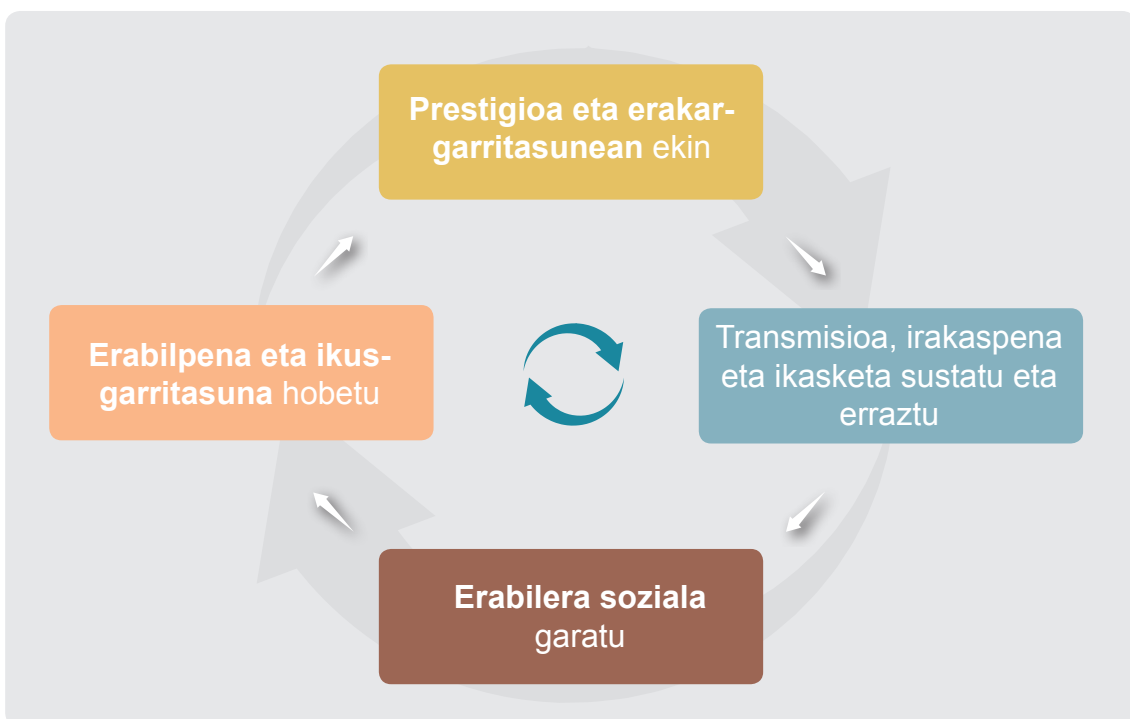 Prestigioa eta erakar-
garritasunean ekin
Erabilpena eta ikus-
garritasuna hobetu
Transmisioa, irakaspena
eta ikasketa sustatu eta
erraztu
Erabilera soziala
garatu